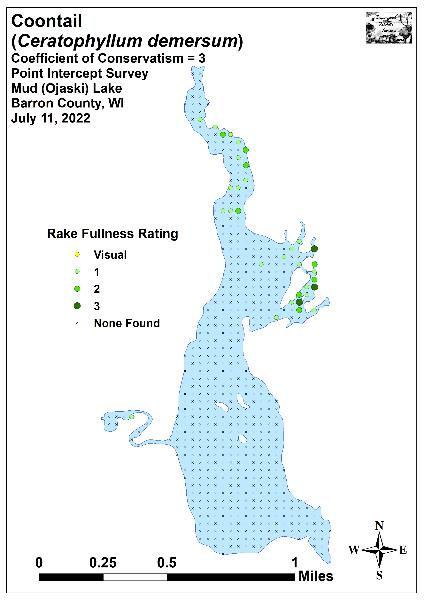 Coontail
(Ceratophyllum demersum)
Coefficient of Conservatism = 3
Point Intercept Survey
Mud (Ojaski) Lake
Barron County, WI
July 11, 2022
Rake Fullness Rating
Visual
1
2
3
None Found
N
W E
S
0 0.25 0.5 1
Miles